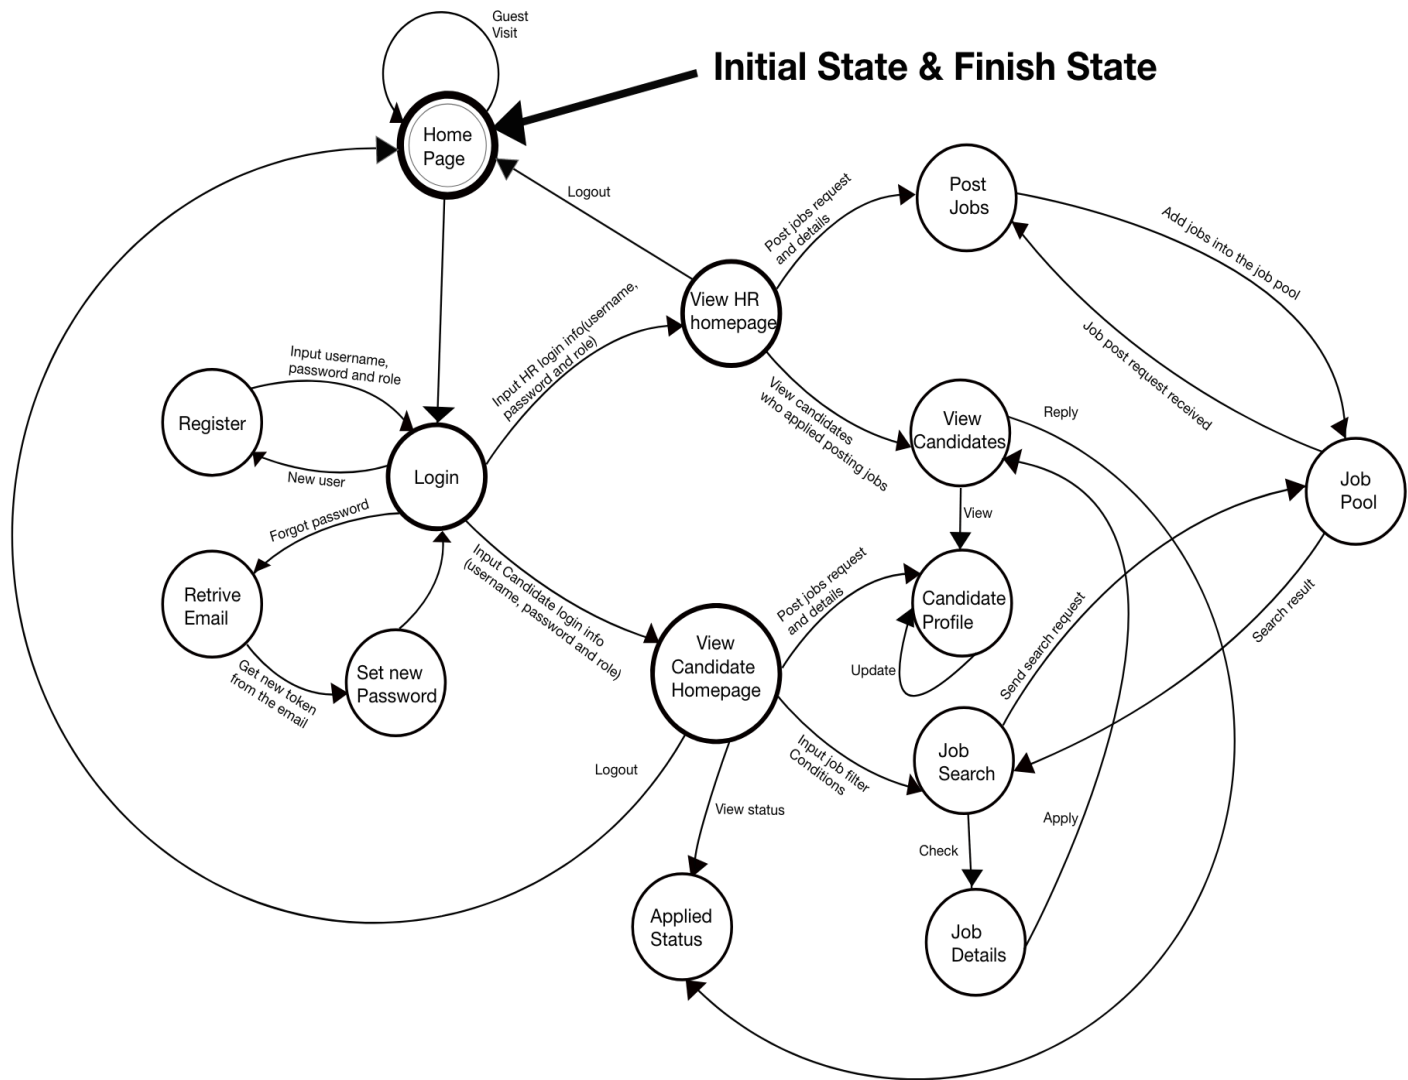 Guest
Visit
Initial State & Finish State
Home
Page
Logout
Post jobs request
and details
Post
Jobs
Add jobs into the job pool
View HR
homepage
Input HR login info(username,
password and role)
Job post request received
Input username,
password and role
Register
New user
Login
View candidates
who applied posting jobs
View
Candidates
Reply
Job
Pool
View
Forgot password
Retrive
Email
Get new token
from the email
Set new
Password
Input Candidate login info
(username, password and role)
View
Candidate
Homepage
Post jobs request
and details
Candidate
Profile
Update
Send search request
Search result
Input job filter
Conditions
Job
Search
Logout
View status
Check
Apply
Applied
Status
Job
Details